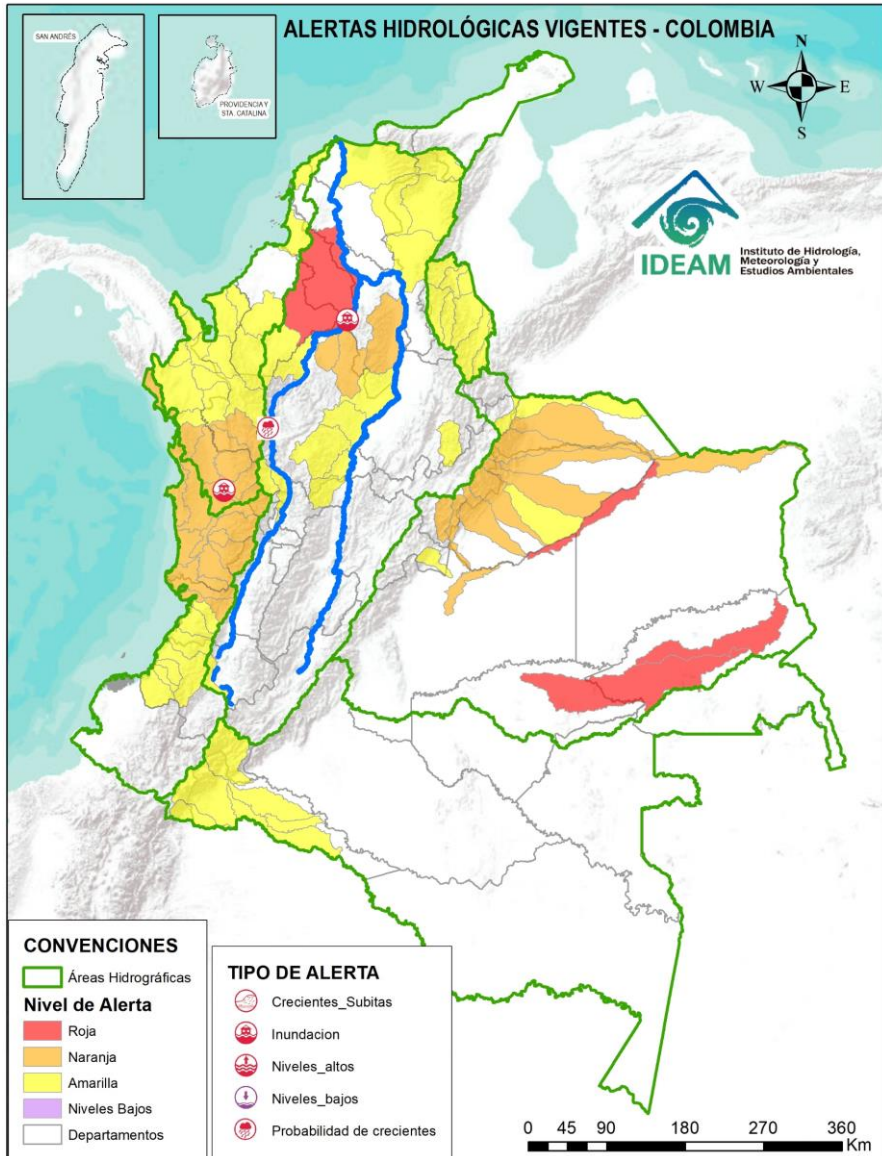 ALERTAS HIDROLÓGICAS VIGENTES - COLOMBIA
SAN ANDRÉS
PROVIDENCIA Y
STA. CATALINA
N
W
E
S
IDEAM
Instituto de Hidrología,
Meteorología y
Estudios Ambientales
CONVENCIONES
Áreas Hidrográficas
Nivel de Alerta
Roja
Naranja
Amarilla
Niveles Bajos
Departamentos
TIPO DE ALERTA
Crecientes_Subitas
Inundacion
Niveles_altos
Niveles_bajos
Probabilidad de crecientes
0 45 90 180 270 360
Km